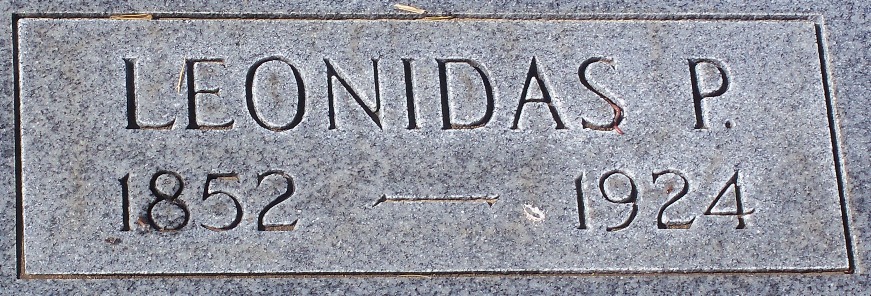 LEONIDAS P.
1852 — 1924